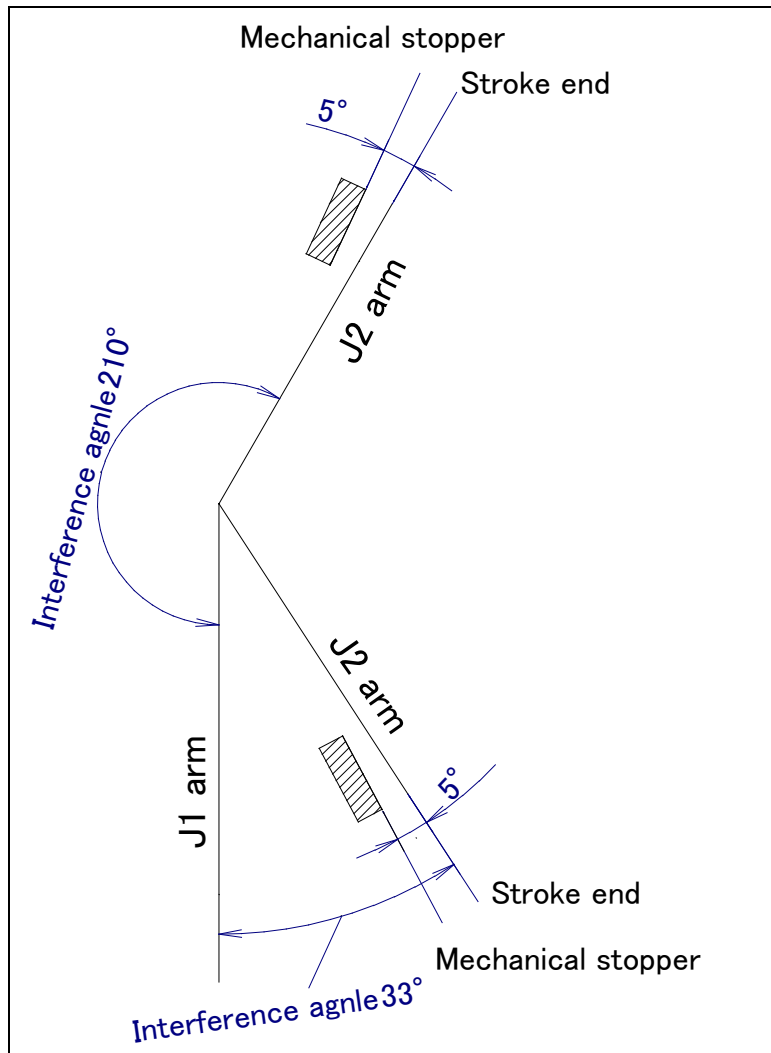 Mechanical stopper
Stroke end
5°
J2 arm
Interference agnle210°
J2 arm
J1 arm
5°
Stroke end
Mechanical stopper
Interference agnle33°